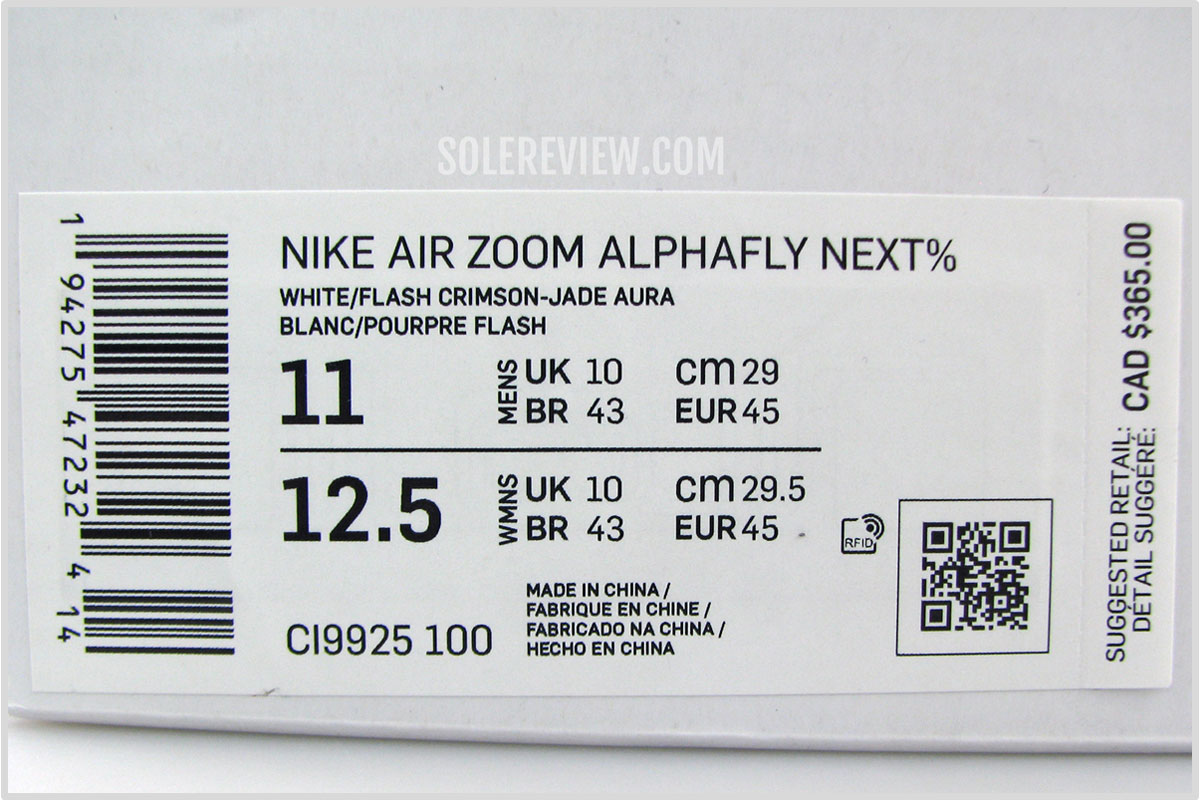 SOLEREVIEW.COM
NIKE AIR ZOOM ALPHAFLY NEXT%
WHITE/FLASH CRIMSON-JADE AURA
BLANC/POURPRE FLASH
11 MENS UK 10 cm 29
BR 43 EUR 45
12.5 WMNS UK 10 cm 29.5
BR 43 EUR 45
CI9925 100
MADE IN CHINA /
FABRIQUE EN CHINE /
FABRICADO NA CHINA /
HECHO EN CHINA
RFID
1 94275 47232 4 14
SUGGESTED RETAIL: CAD $365.00
DÉTAIL SUGGÉRÉ: